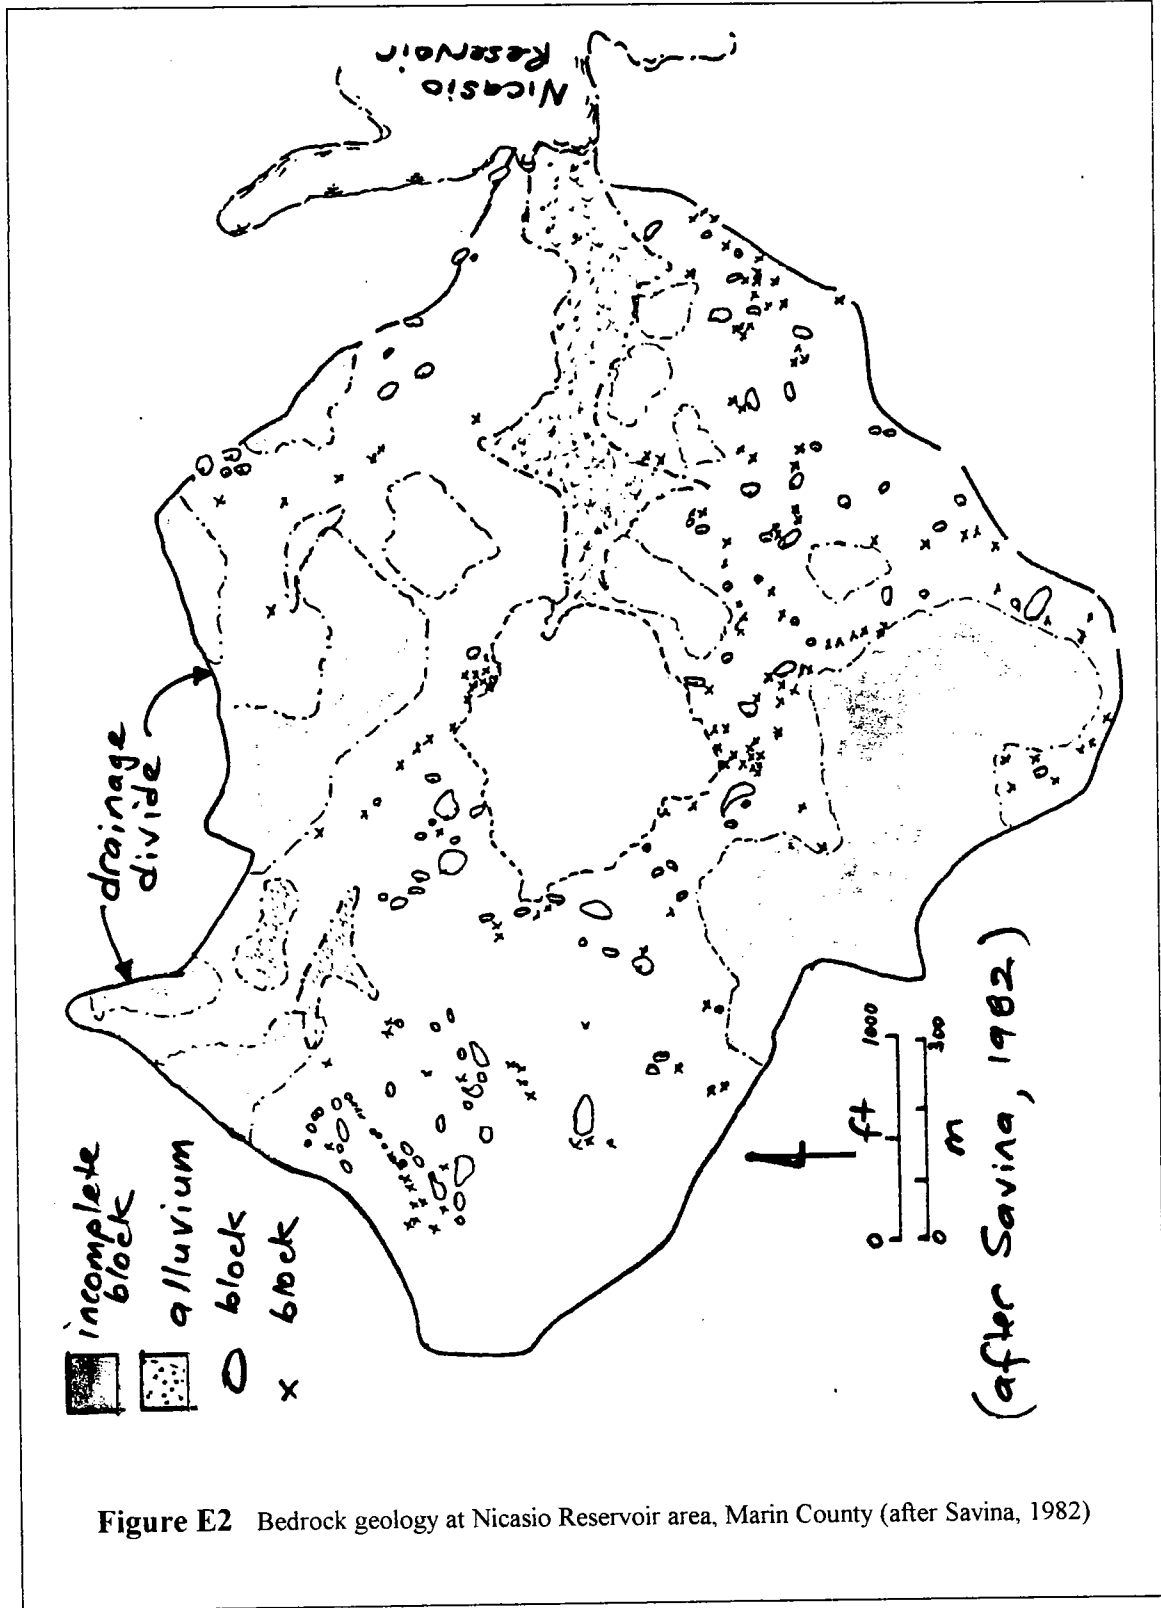 Nicasio
Reservoir
drainage
divide
incomplete
block
alluvium
block
block
0 1000
ft
0 300
m
(after Savina, 1982)
Figure E2 Bedrock geology at Nicasio Reservoir area, Marin County (after Savina, 1982)